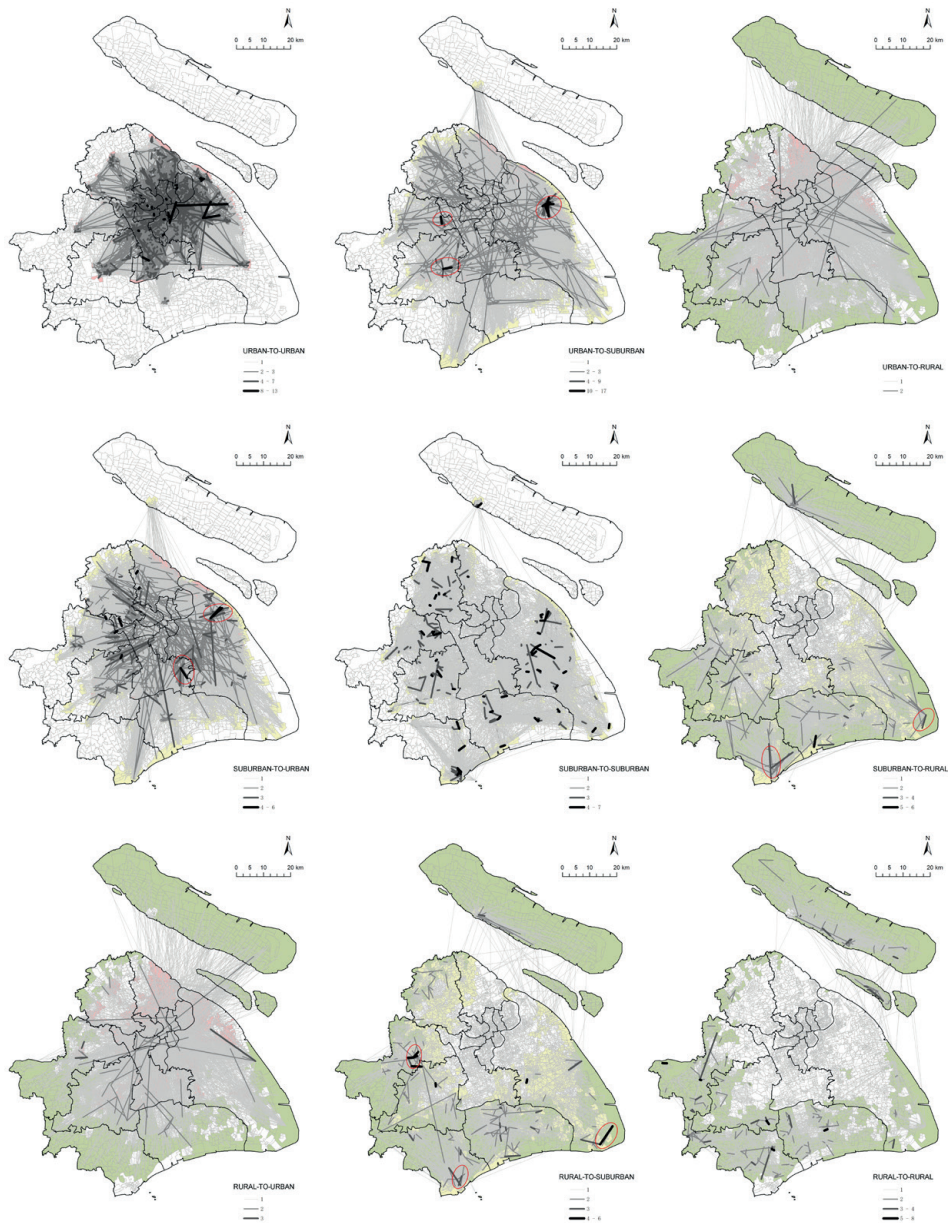 N
0 5 10 20 km
URBAN-TO-URBAN
1
2 - 3
4 - 7
8 - 13
N
0 5 10 20 km
URBAN-TO-SUBURBAN
1
2 - 3
4 - 9
10 - 17
N
0 5 10 20 km
URBAN-TO-RURAL
1
2
N
0 5 10 20 km
SUBURBAN-TO-URBAN
1
2
3
4 - 6
N
0 5 10 20 km
SUBURBAN-TO-SUBURBAN
1
2
3
4 - 7
N
0 5 10 20 km
SUBURBAN-TO-RURAL
1
2
3 - 4
5 - 6
N
0 5 10 20 km
RURAL-TO-URBAN
1
2
3
N
0 5 10 20 km
RURAL-TO-SUBURBAN
1
2
3
4 - 6
N
0 5 10 20 km
RURAL-TO-RURAL
1
2
3 - 4
5 - 8